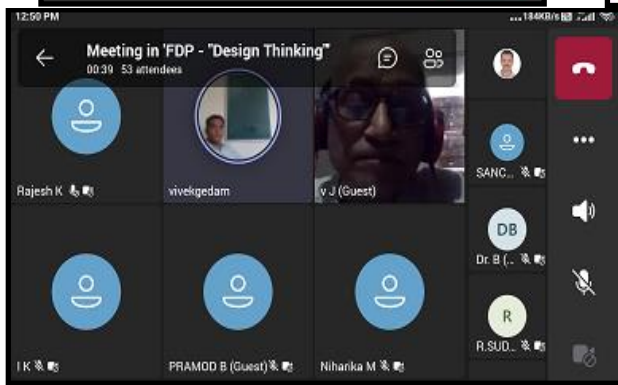 12:50 PM
...184KB/s
Meeting in 'FDP - "Design Thinking"'
00:39 53 attendees
Rajesh K
vivekgedam
v J (Guest)
SANC...
DB
Dr. B (..
I K
PRAMOD B (Guest)
Niharika M
R
R.SUD...